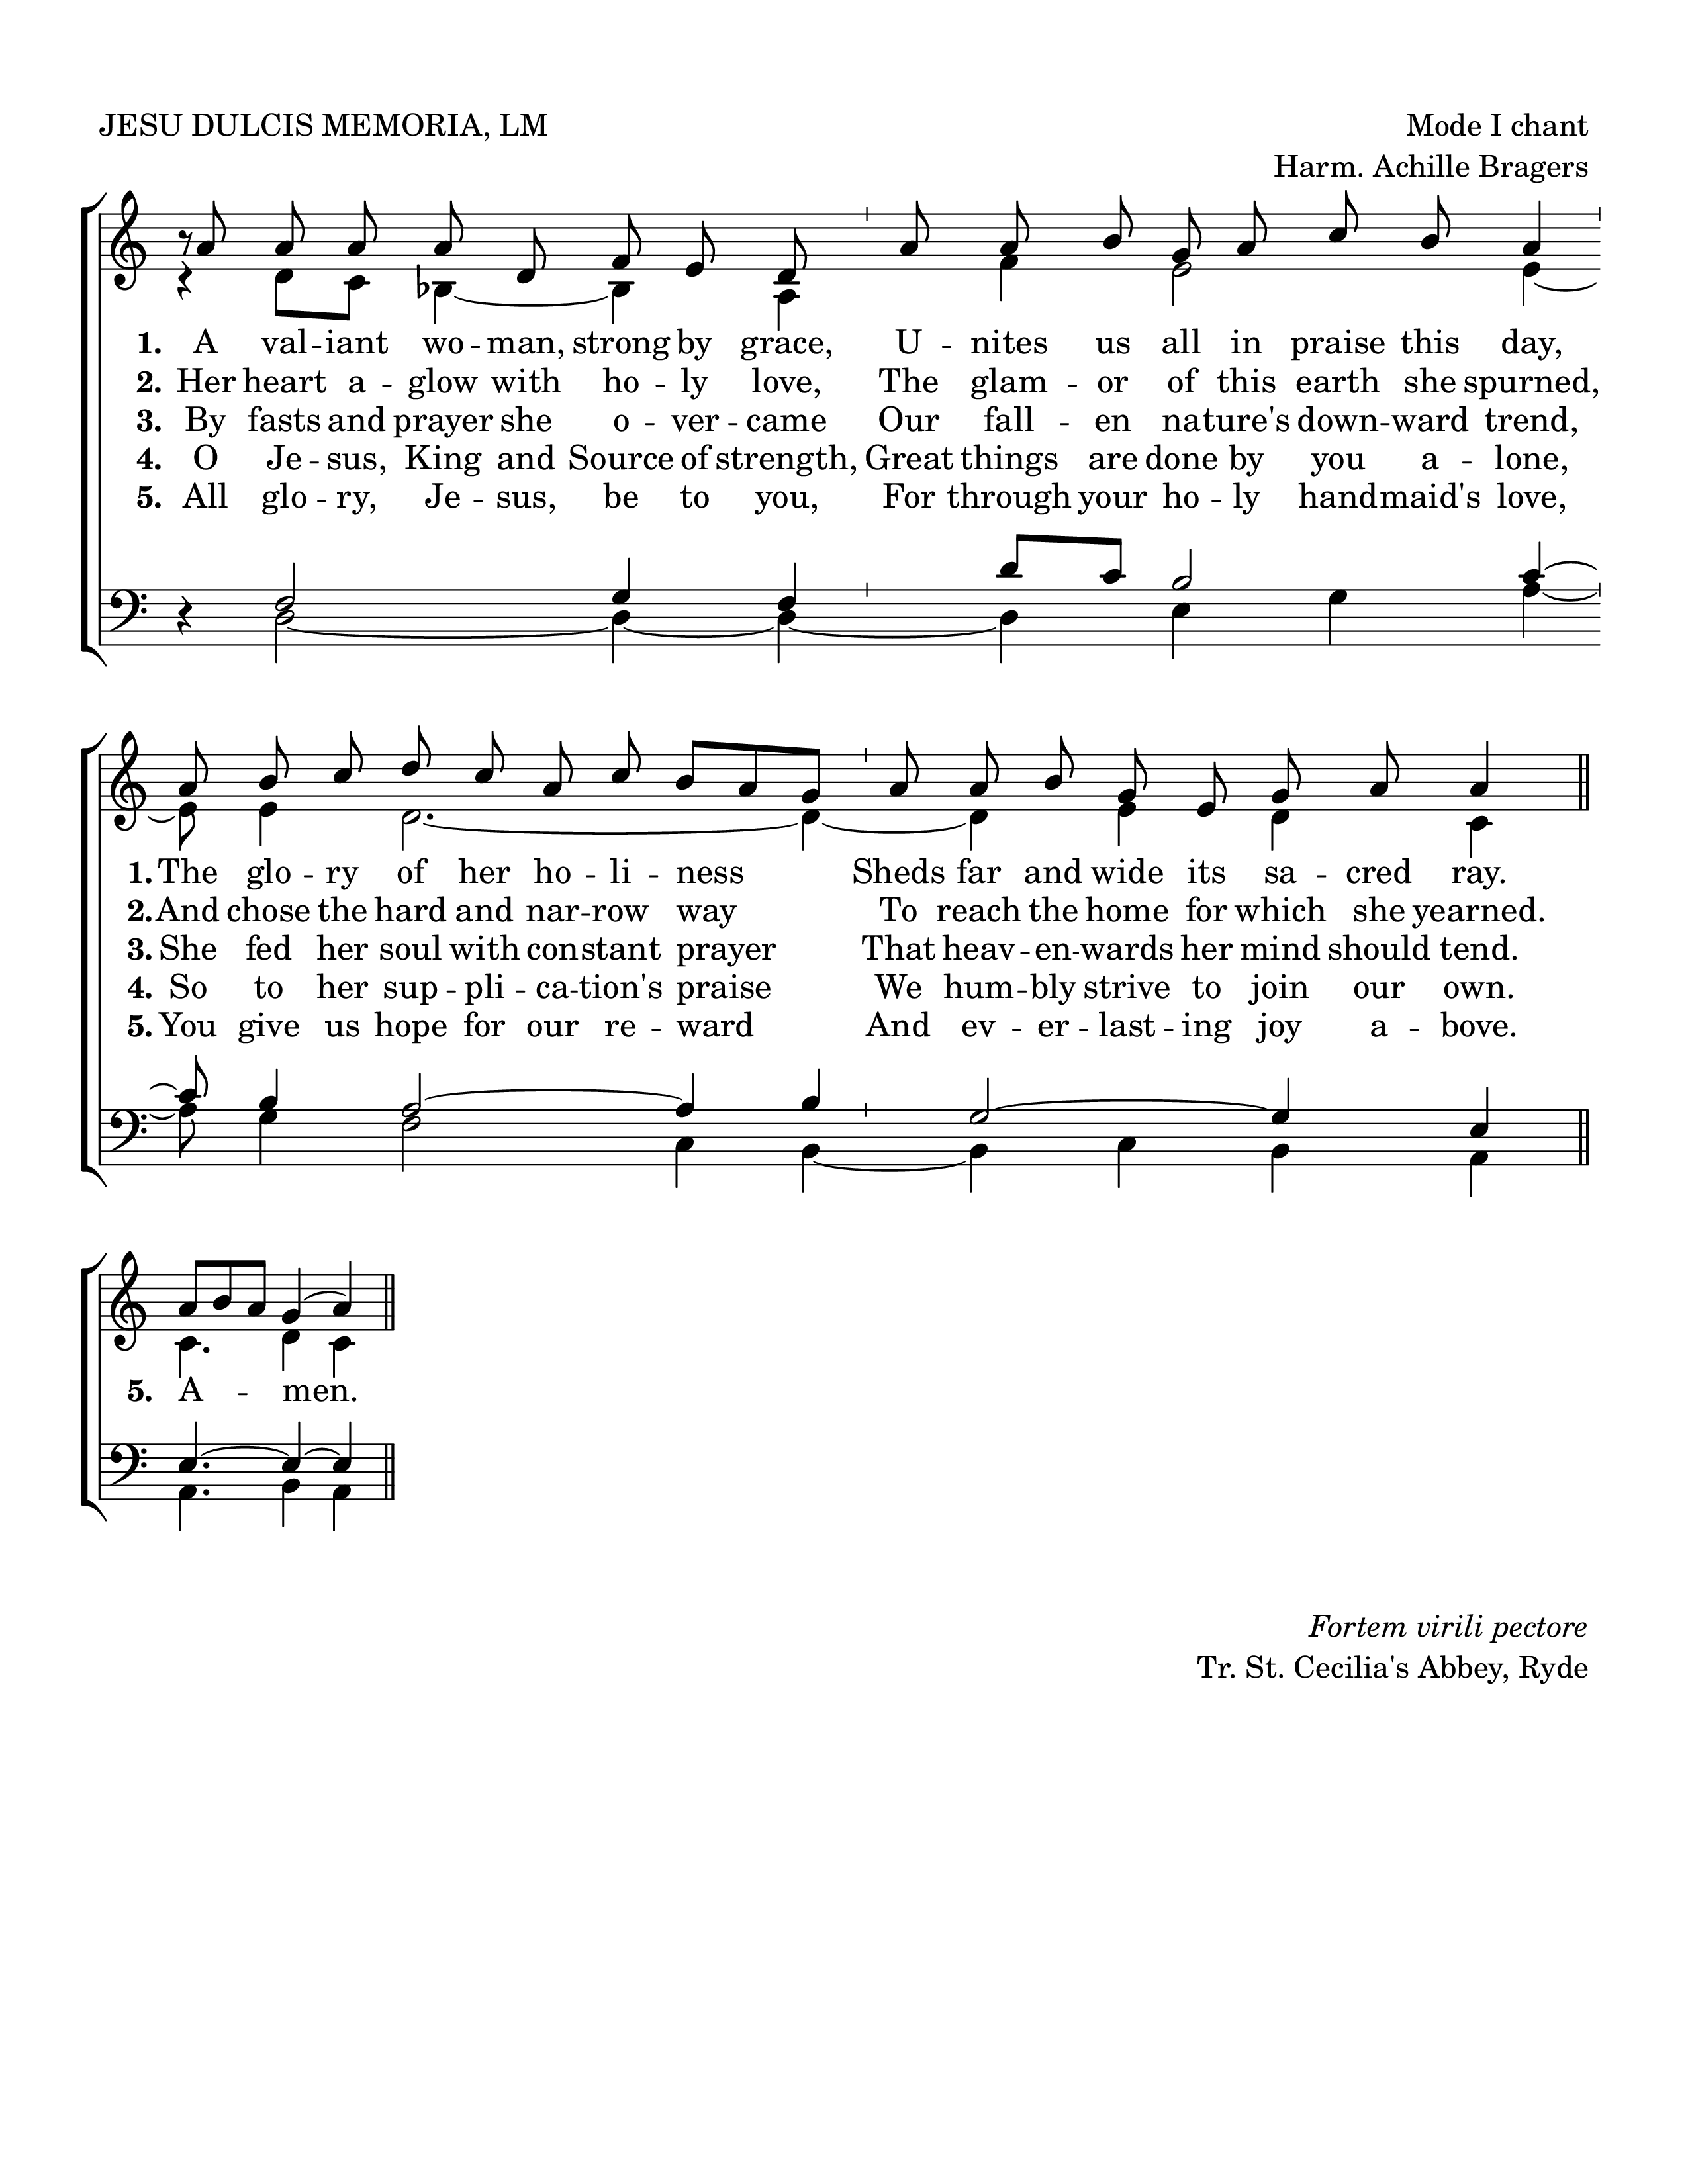 JESU DULCIS MEMORIA, LM
Mode I chant
Harm. Achille Bragers
1. A val -- iant wo -- man, strong by grace, U -- nites us all in praise this day,
2. Her heart a -- glow with ho -- ly love, The glam -- or of this earth she spurned,
3. By fasts and prayer she o -- ver -- came Our fall -- en nature's down -- ward trend,
4. O Je -- sus, King and Source of strength, Great things are done by you a -- lone,
5. All glo -- ry, Je -- sus, be to you, For through your ho -- ly handmaid's love,
1. The glo -- ry of her ho -- li -- ness Sheds far and wide its sa -- cred ray.
2. And chose the hard and nar -- row way To reach the home for which she yearned.
3. She fed her soul with constant prayer That heav -- en -- wards her mind should tend.
4. So to her sup -- pli -- ca -- tion's praise We hum -- bly strive to join our own.
5. You give us hope for our re -- ward And ev -- er -- last -- ing joy a -- bove.
5. A -- men.
Fortem virili pectore
Tr. St. Cecilia's Abbey, Ryde